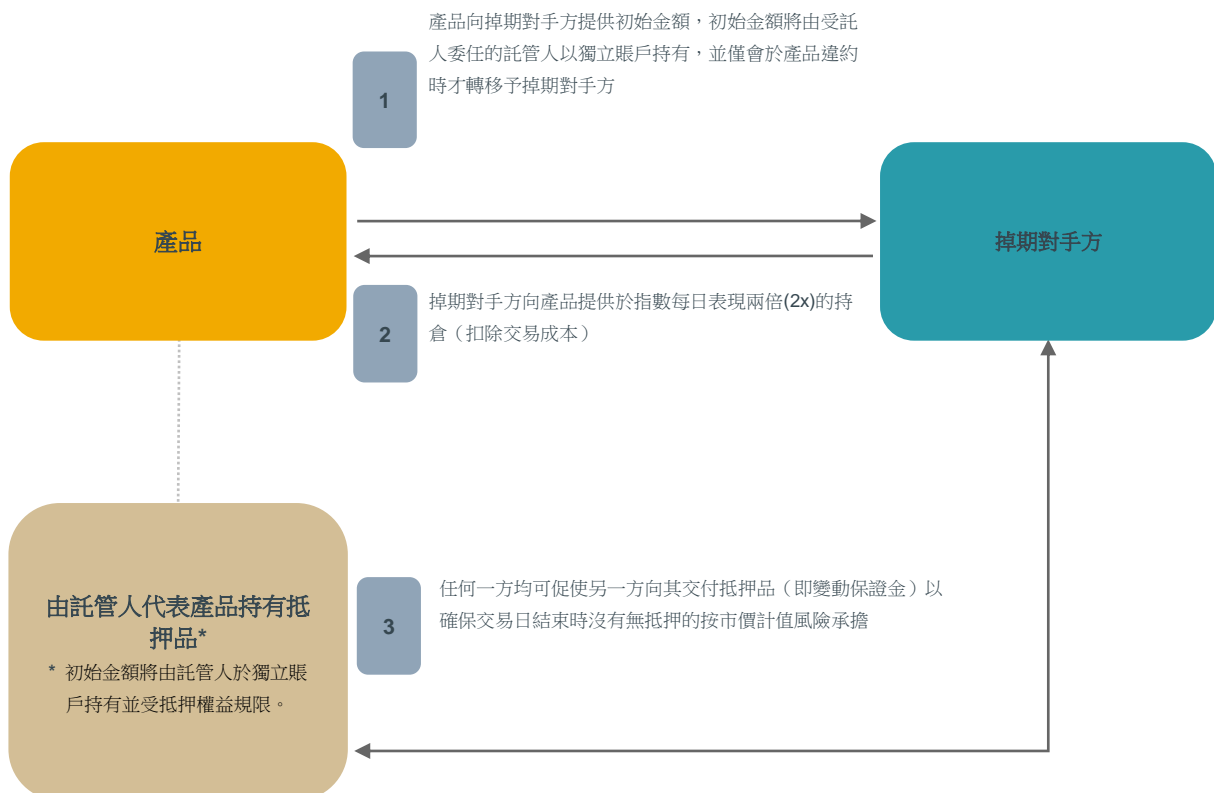 產品向掉期對手方提供初始金額，初始金額將由受託
人委任的託管人以獨立賬戶持有，並僅會於產品違約
時才轉移予掉期對手方
1
產品
掉期對手方
2
掉期對手方向產品提供於指數每日表現兩倍(2x)的持
倉（扣除交易成本）
由託管人代表產品持有抵
押品*
* 初始金額將由託管人於獨立賬
戶持有並受抵押權益規限。
3
任何一方均可促使另一方向其交付抵押品（即變動保證金）以
確保交易日結束時沒有無抵押的按市價計值風險承擔